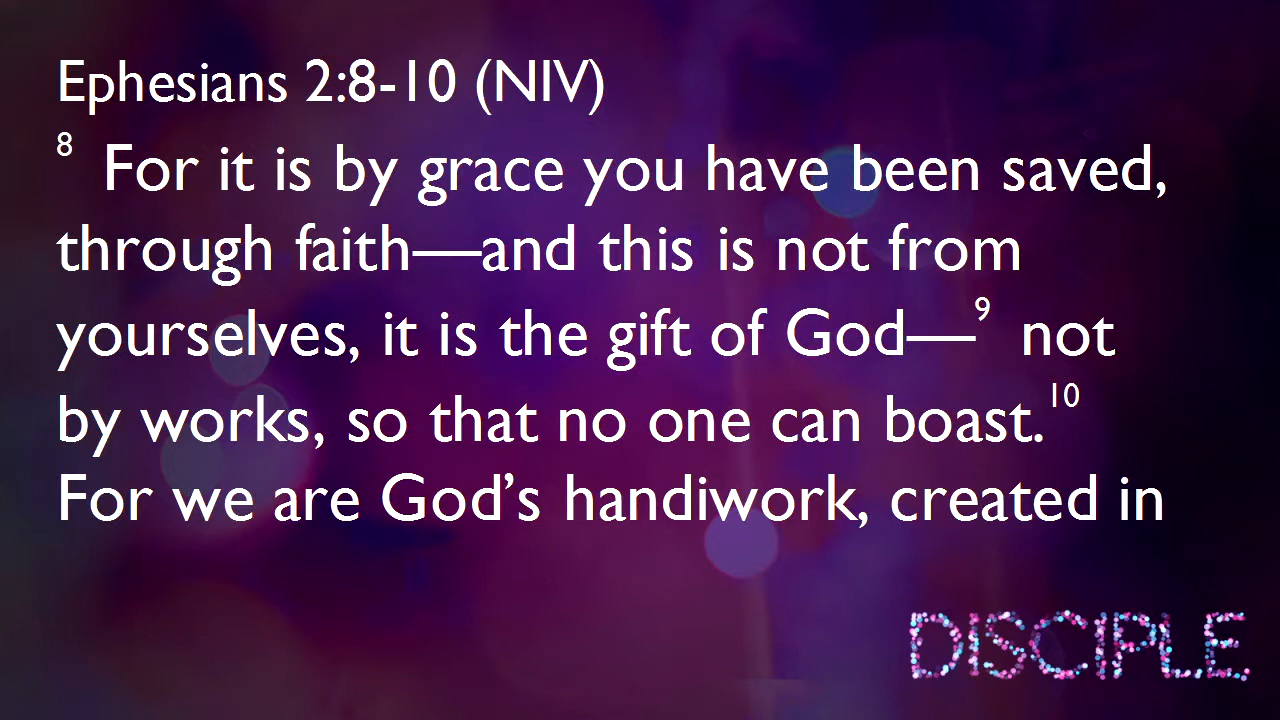 Ephesians 2:8-10 (NIV)
8 For it is by grace you have been saved,
through faith—and this is not from
yourselves, it is the gift of God—9 not
by works, so that no one can boast.10
For we are God’s handiwork, created in
DISCIPLE